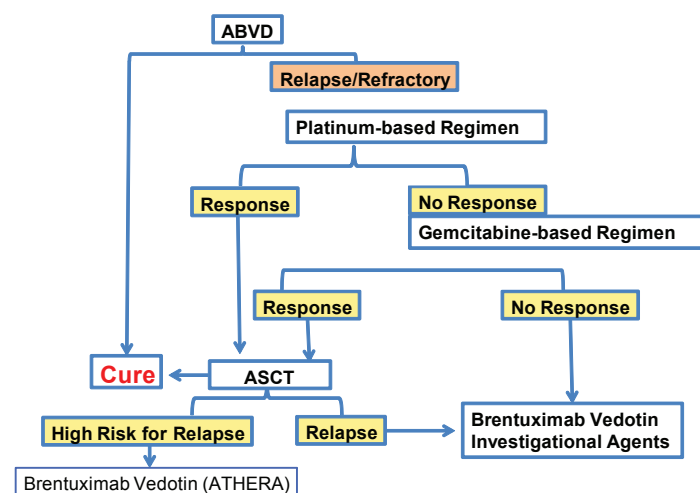 ABVD
Relapse/Refractory
Platinum-based Regimen
Response
No Response
Gemcitabine-based Regimen
Response
No Response
Cure
ASCT
High Risk for Relapse
Relapse
Brentuximab Vedotin
Investigational Agents
Brentuximab Vedotin (ATHERA)